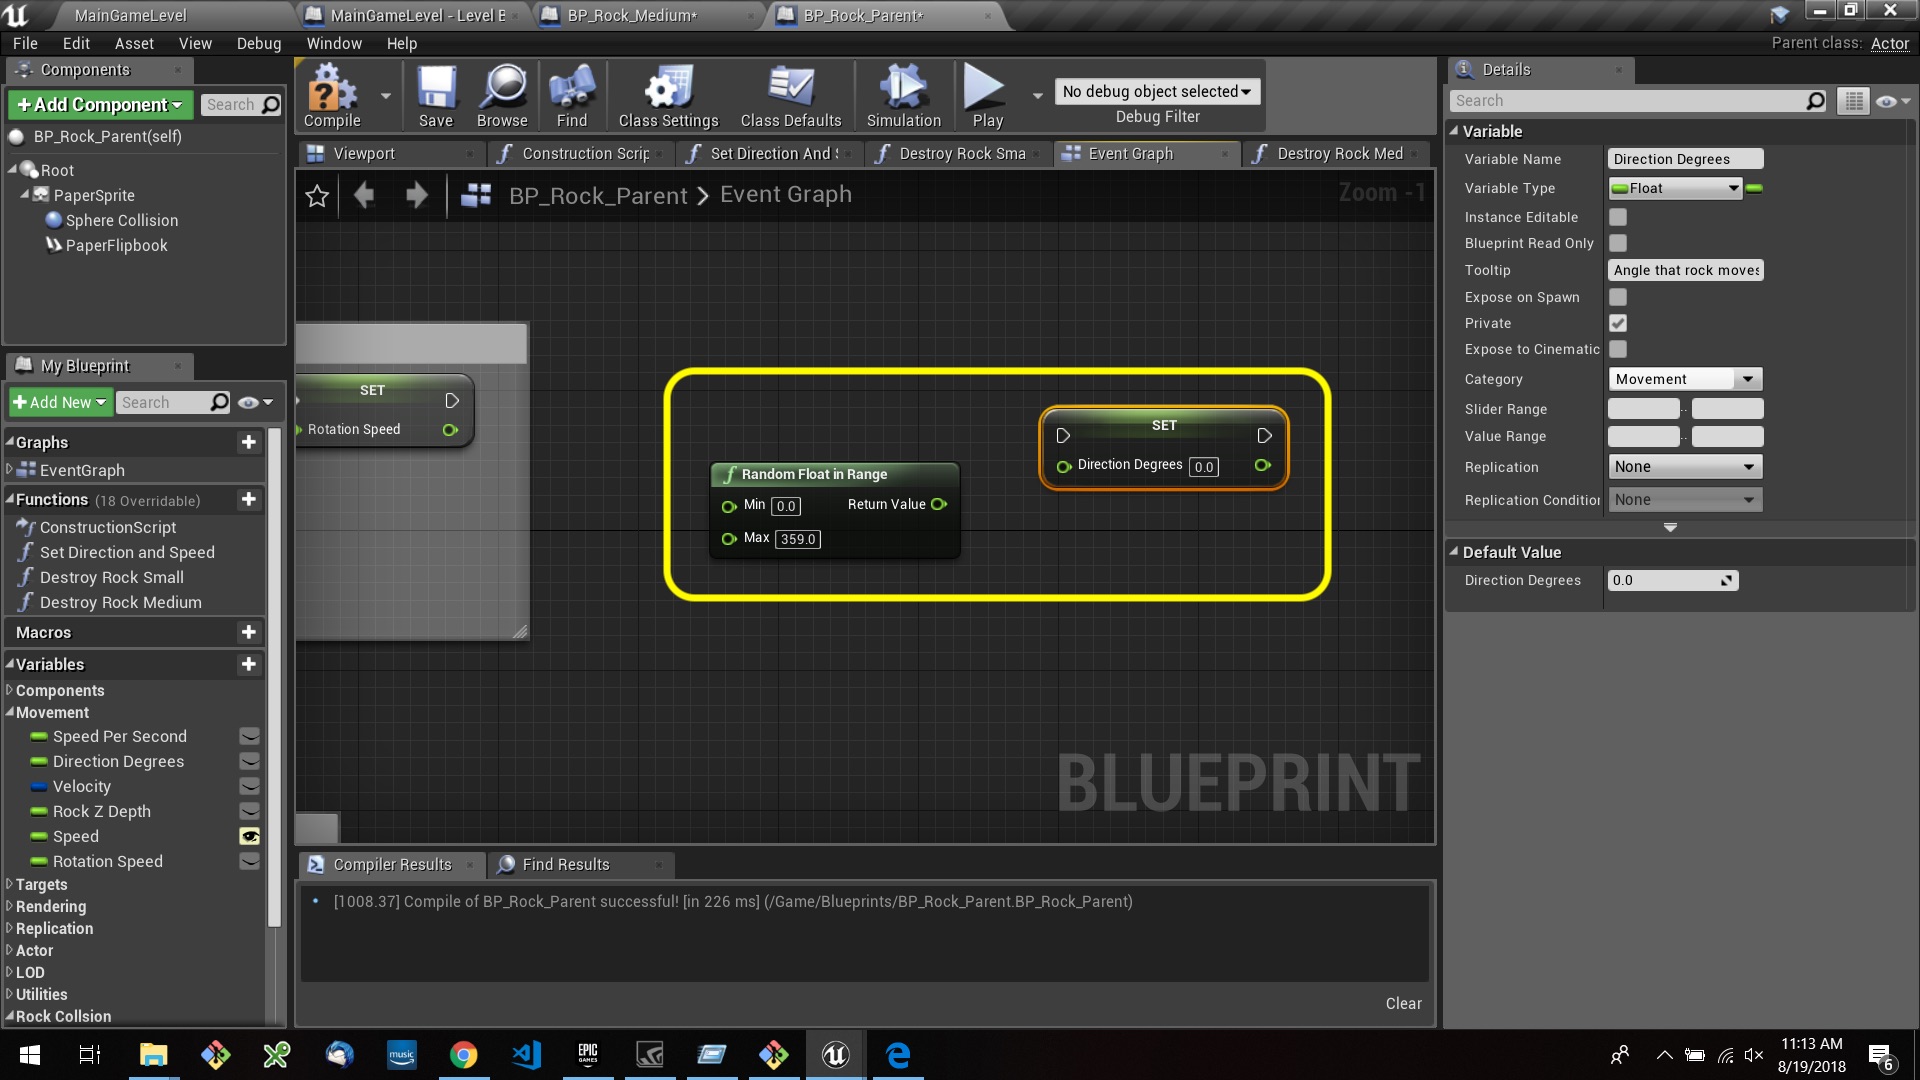 MainGameLevel
MainGameLevel - Level B
BP_Rock_Medium*
BP_Rock_Parent*
File Edit Asset View Debug Window Help
Parent class: Actor
Components
+Add Component
Search
BP_Rock_Parent(self)
Root
PaperSprite
Sphere Collision
PaperFlipbook
Compile
Save
Browse
Find
Class Settings
Class Defaults
Simulation
Play
No debug object selected
Debug Filter
Viewport
Construction Scrip
Set Direction And
Destroy Rock Sma
Event Graph
Destroy Rock Med
BP_Rock_Parent > Event Graph
Zoom -1
SET
Rotation Speed
Random Float in Range
Min 0.0 Return Value
Max 359.0
SET
Direction Degrees 0.0
BLUEPRINT
My Blueprint
+Add New
Search
Graphs
EventGraph
Functions (18 Overridable)
ConstructionScript
Set Direction and Speed
Destroy Rock Small
Destroy Rock Medium
Macros
Variables
Components
Movement
Speed Per Second
Direction Degrees
Velocity
Rock Z Depth
Speed
Rotation Speed
Targets
Rendering
Replication
Actor
LOD
Utilities
Rock Collsion
Compiler Results
Find Results
[1008.37] Compile of BP_Rock_Parent successful! [in 226 ms] (/Game/Blueprints/BP_Rock_Parent.BP_Rock_Parent)
Clear
Details
Search
Variable
Variable Name Direction Degrees
Variable Type Float
Instance Editable
Blueprint Read Only
Tooltip Angle that rock moves
Expose on Spawn
Private
Expose to Cinematic
Category Movement
Slider Range ..
Value Range ..
Replication None
Replication Condition None
Default Value
Direction Degrees 0.0
music
EPIC
GAMES
11:13 AM
8/19/2018
6